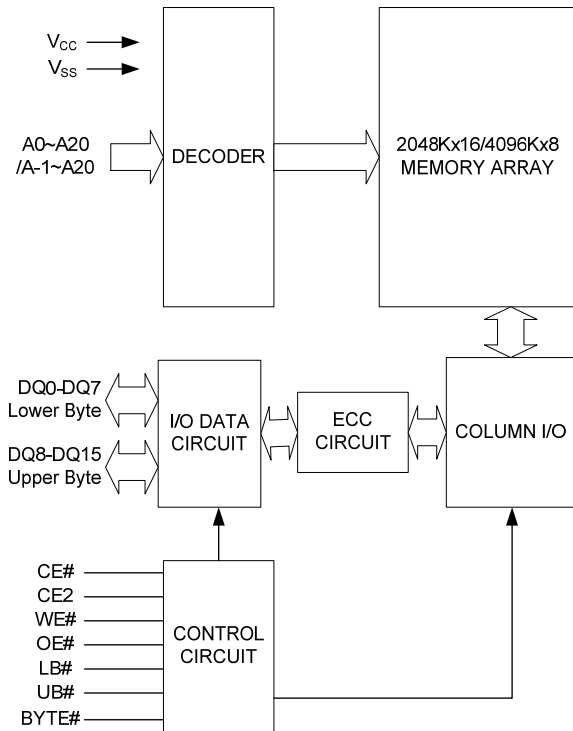 VCC
VSS
A0~A20
/A-1~A20
DECODER
2048Kx16/4096Kx8
MEMORY ARRAY
DQ0-DQ7
Lower Byte
DQ8-DQ15
Upper Byte
I/O DATA
CIRCUIT
ECC
CIRCUIT
COLUMN I/O
CE#
CE2
WE#
OE#
LB#
UB#
BYTE#
CONTROL
CIRCUIT